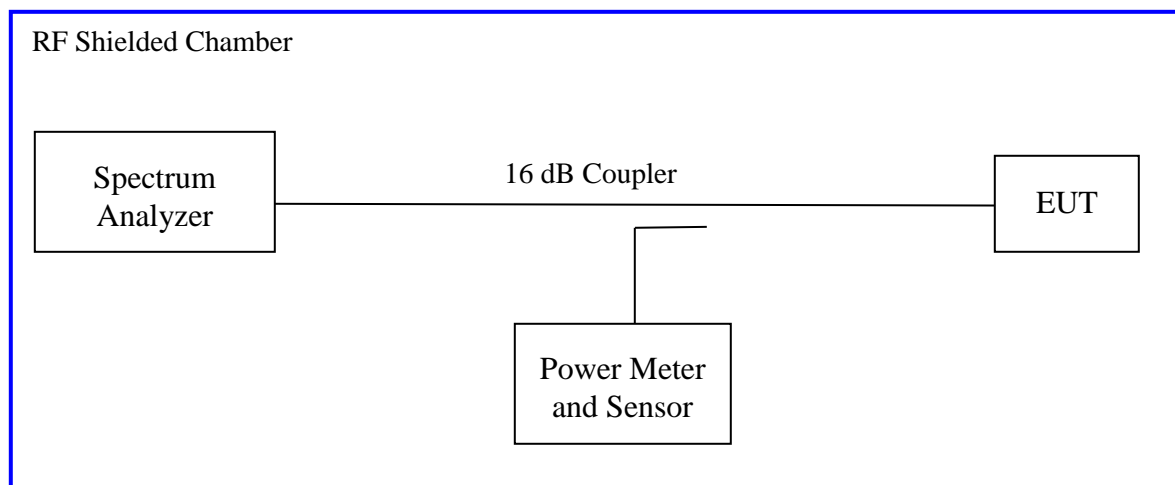 RF Shielded Chamber
16 dB Coupler
Spectrum
Analyzer
EUT
Power Meter
and Sensor